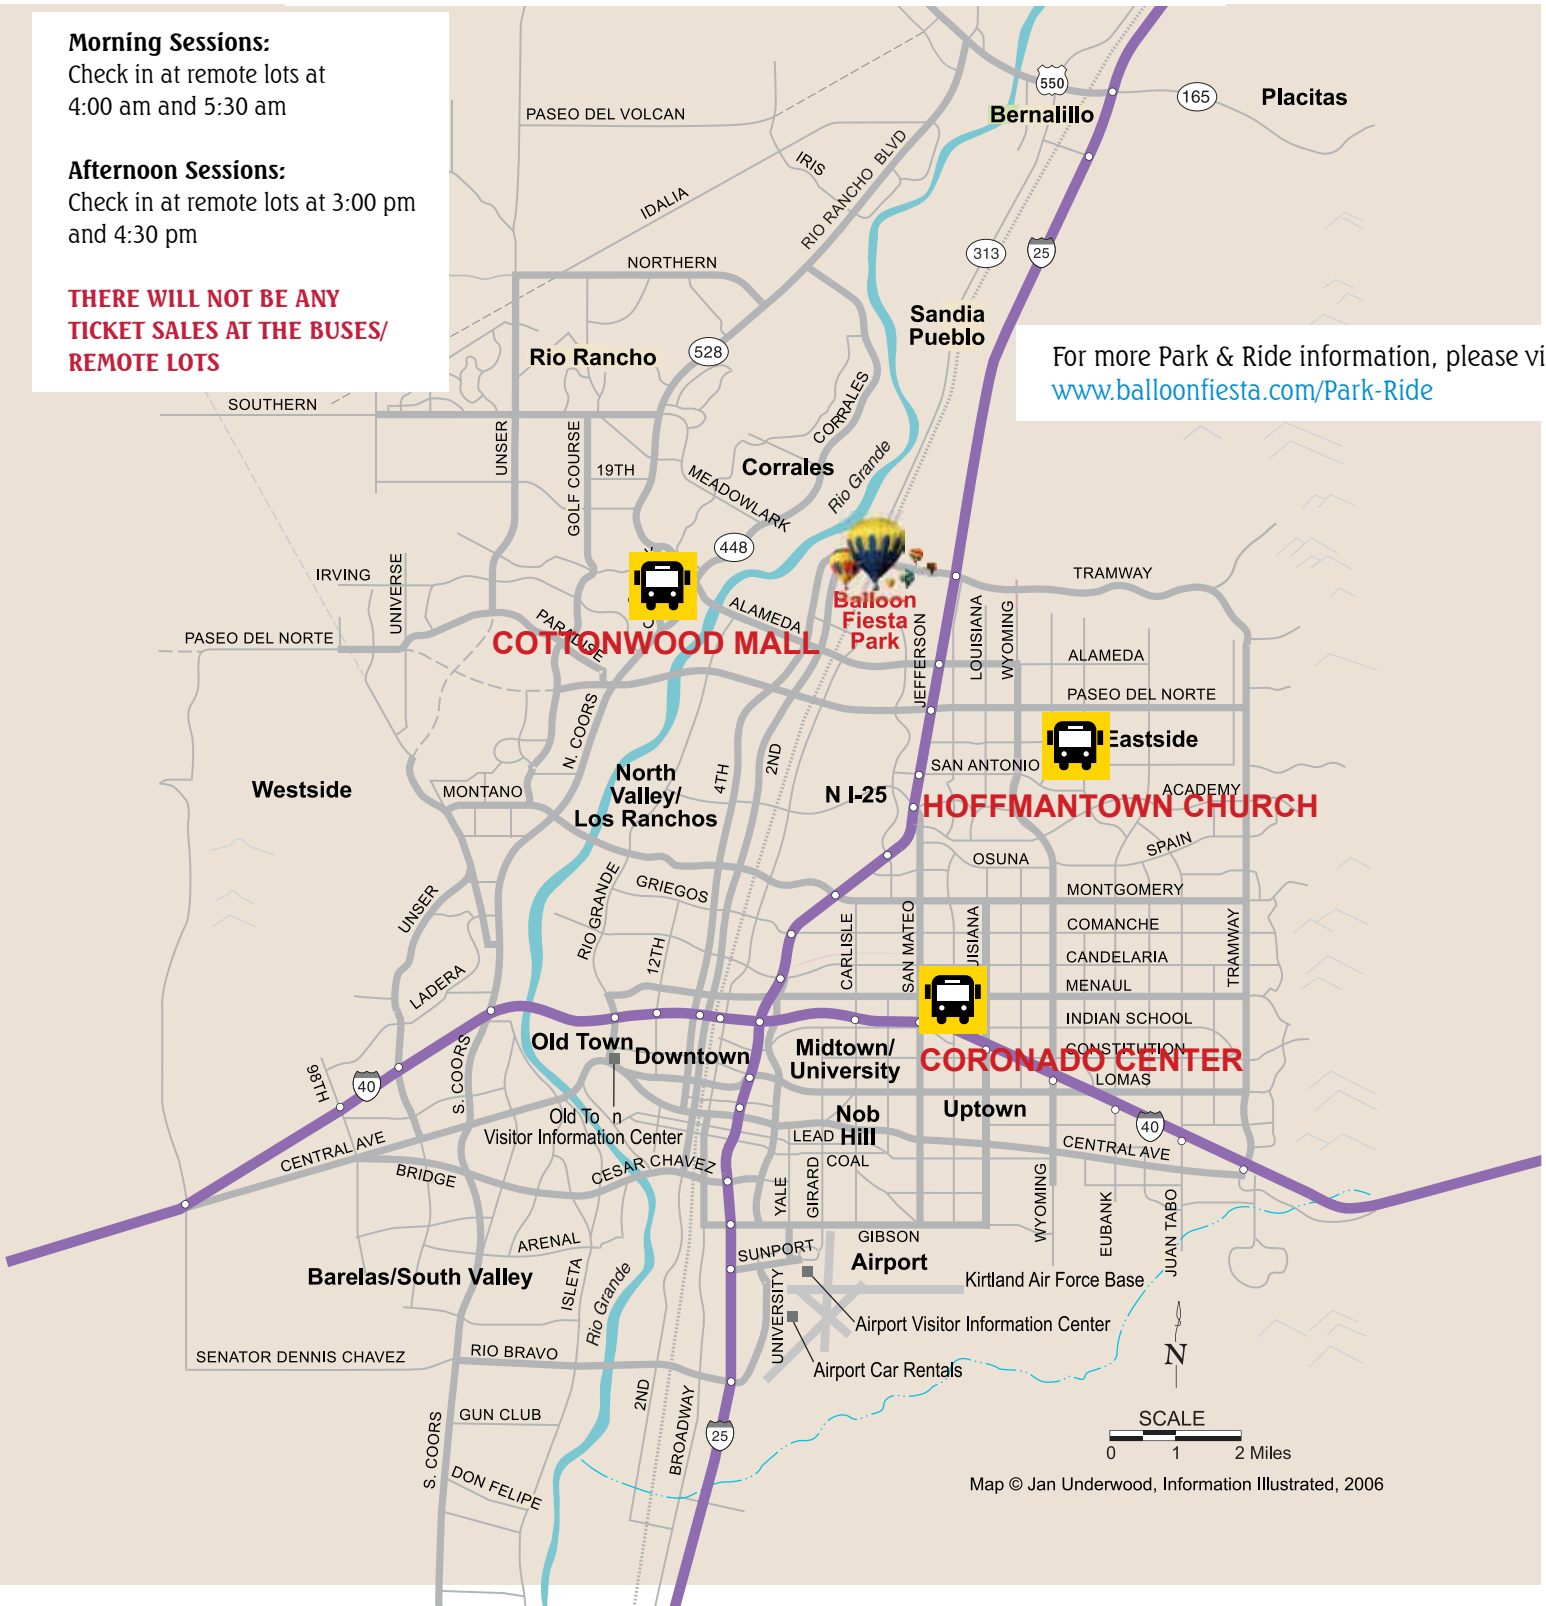 Morning Sessions:
Check in at remote lots at
4:00 am and 5:30 am
Afternoon Sessions:
Check in at remote lots at 3:00 pm
and 4:30 pm
THERE WILL NOT BE ANY
TICKET SALES AT THE BUSES/
REMOTE LOTS
550
165
Placitas
Bernalillo
PASEO DEL VOLCAN
IRIS
RIO RANCHO BLVD
IDALIA
313
25
NORTHERN
Sandia
Pueblo
Rio Rancho
528
For more Park & Ride information, please vi
www.balloonfiesta.com/Park-Ride
SOUTHERN
UNSER
GOLF COURSE
19TH
CORRALES
Corrales
MEADOWLARK
Rio Grande
448
IRVING
UNIVERSE
TRAMWAY
Balloon
Fiesta
Park
ALAMEDA
PARADISE
COTTONWOOD MALL
PASEO DEL NORTE
JEFFERSON
LOUISIANA
WYOMING
ALAMEDA
PASEO DEL NORTE
N. COORS
Eastside
SAN ANTONIO
4TH
2ND
North
Valley/
Los Ranchos
Westside
MONTANO
N I-25
ACADEMY
HOFFMANTOWN CHURCH
SPAIN
OSUNA
UNSER
RIO GRANDE
GRIEGOS
MONTGOMERY
COMANCHE
CANDELARIA
MENAUL
CARLISLE
SAN MATEO
UISIANA
TRAMWAY
12TH
LADERA
INDIAN SCHOOL
CONSTITUTION
CORONADO CENTER
LOMAS
Old Town
Downtown
Midtown/
University
98TH
40
S. COORS
Old To n
Visitor Information Center
Nob
Hill
Uptown
40
LEAD
COAL
CENTRAL AVE
CENTRAL AVE
BRIDGE
CESAR CHAVEZ
YALE
GIRARD
WYOMING
EUBANK
JUAN TABO
GIBSON
SUNPORT
Airport
ARENAL
ISLETA
Rio Grande
Barelas/South Valley
Kirtland Air Force Base
UNIVERSITY
Airport Visitor Information Center
Airport Car Rentals
SENATOR DENNIS CHAVEZ
RIO BRAVO
N
2ND
BROADWAY
25
S. COORS
GUN CLUB
DON FELIPE
SCALE
0 1 2 Miles
Map © Jan Underwood, Information Illustrated, 2006